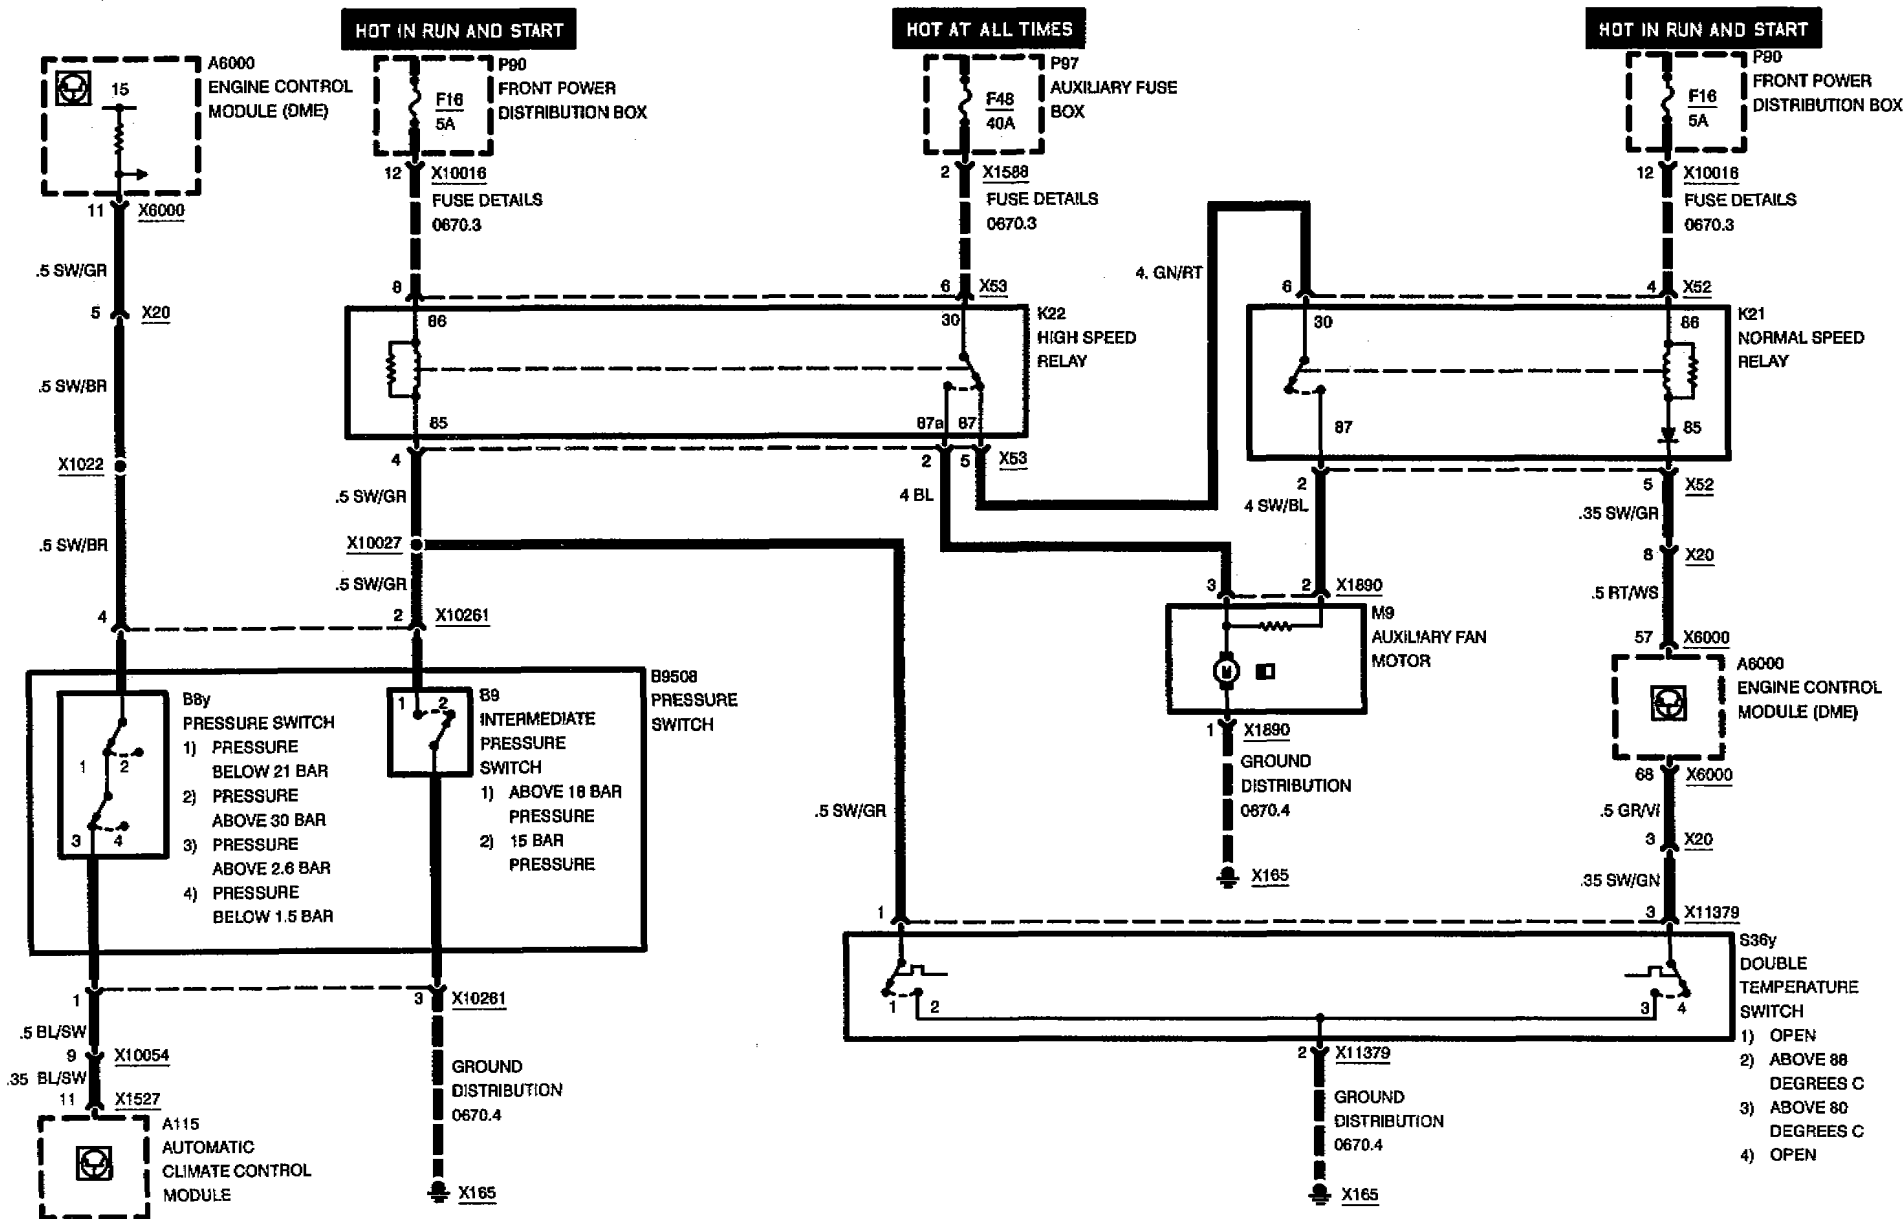 HOT IN RUN AND START
HOT AT ALL TIMES
HOT IN RUN AND START
A6000
ENGINE CONTROL
MODULE (DME)
15
11
X6000
.5 SW/GR
5
X20
.5 SW/BR
X1022
.5 SW/BR
4
P90
FRONT POWER
DISTRIBUTION BOX
F16
5A
12
X10016
FUSE DETAILS
0670.3
8
P97
AUXILIARY FUSE
BOX
F48
40A
2
X1588
FUSE DETAILS
0670.3
6
X53
P90
FRONT POWER
DISTRIBUTION BOX
F16
5A
12
X10016
FUSE DETAILS
0670.3
4
X52
4. GN/RT
6
86
30
K22
HIGH SPEED
RELAY
85
87a
87
4
2
5
X53
30
86
K21
NORMAL SPEED
RELAY
87
85
2
5
X52
.5 SW/GR
4 BL
4 SW/BL
.35 SW/GR
X10027
8
X20
.5 SW/GR
.5 RT/WS
2
X10261
3
2
X1890
57
X6000
M9
AUXILIARY FAN
MOTOR
M
1
X1890
GROUND
DISTRIBUTION
0670.4
X165
A6000
ENGINE CONTROL
MODULE (DME)
68
X6000
.5 GR/VI
3
X20
.35 SW/GN
3
X11379
B9508
PRESSURE
SWITCH
B8y
PRESSURE SWITCH
1) PRESSURE
BELOW 21 BAR
2) PRESSURE
ABOVE 30 BAR
3) PRESSURE
ABOVE 2.6 BAR
4) PRESSURE
BELOW 1.5 BAR
1
2
3
4
1
2
B9
INTERMEDIATE
PRESSURE
SWITCH
1) ABOVE 18 BAR
PRESSURE
2) 15 BAR
PRESSURE
.5 SW/GR
1
1
3
X10261
.5 BL/SW
9
X10054
.35 BL/SW
11
X1527
A115
AUTOMATIC
CLIMATE CONTROL
MODULE
GROUND
DISTRIBUTION
0670.4
X165
1
2
3
4
S36y
DOUBLE
TEMPERATURE
SWITCH
1) OPEN
2) ABOVE 88
DEGREES C
3) ABOVE 80
DEGREES C
4) OPEN
2
X11379
GROUND
DISTRIBUTION
0670.4
X165